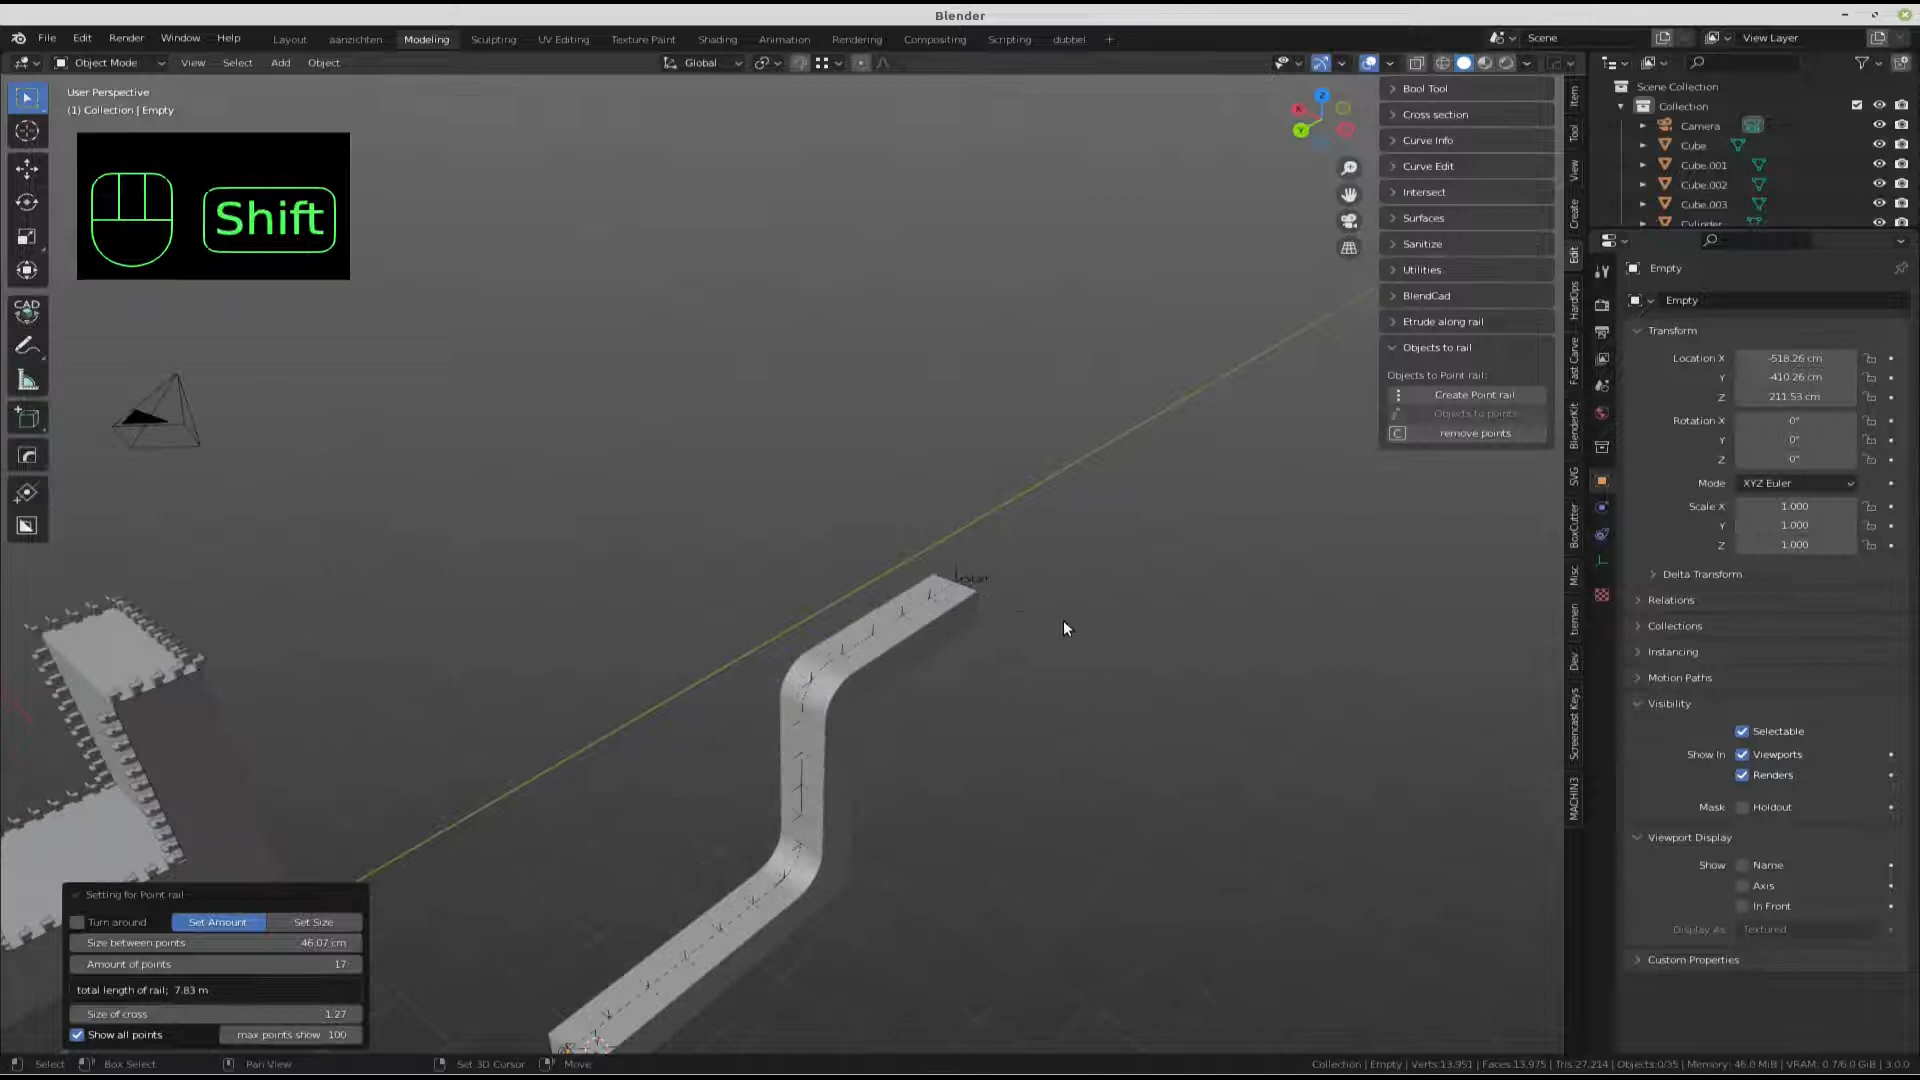 Blender
File Edit Render Window Help Layout aanzichten Modeling Sculpting UV Editing Texture Paint Shading Animation Rendering Compositing Scripting dubbel + Scene View Layer
Object Mode View Select Add Object Global
User Perspective
(1) Collection | Empty
Shift
CAD
Z
X
Y
Bool Tool
Cross section
Curve Info
Curve Edit
Intersect
Surfaces
Sanitize
Utilities
BlendCad
Etrude along rail
Objects to rail
Objects to Point rail:
Create Point rail
Objects to points
remove points
Item
Tool
View
Create
Edit
HardOps
Fast Carve
BlenderKit
SVG
BoxCutter
Misc
tiemen
Dev
Screencast Keys
MACHIN3
Scene Collection
Collection
Camera
Cube
Cube.001
Cube.002
Cube.003
Cylinder
Empty
Empty
Transform
Location X -518.26 cm
Y -410.26 cm
Z 211.53 cm
Rotation X 0°
Y 0°
Z 0°
Mode XYZ Euler
Scale X 1.000
Y 1.000
Z 1.000
Delta Transform
Relations
Collections
Instancing
Motion Paths
Visibility
Selectable
Show In Viewports
Renders
Mask Holdout
Viewport Display
Show Name
Axis
In Front
Display As Textured
Custom Properties
Setting for Point rail
Turn around Set Amount Set Size
Size between points 46.07 cm
Amount of points 17
total length of rail; 7.83 m
Size of cross 1.27
Show all points max points show 100
Select Box Select Pan View Set 3D Cursor Move Collection | Empty | Verts:13,951 | Faces:13,975 | Tris:27,214 | Objects:0/35 | Memory: 46.0 MiB | VRAM: 0.7/6.0 GiB | 3.0.0